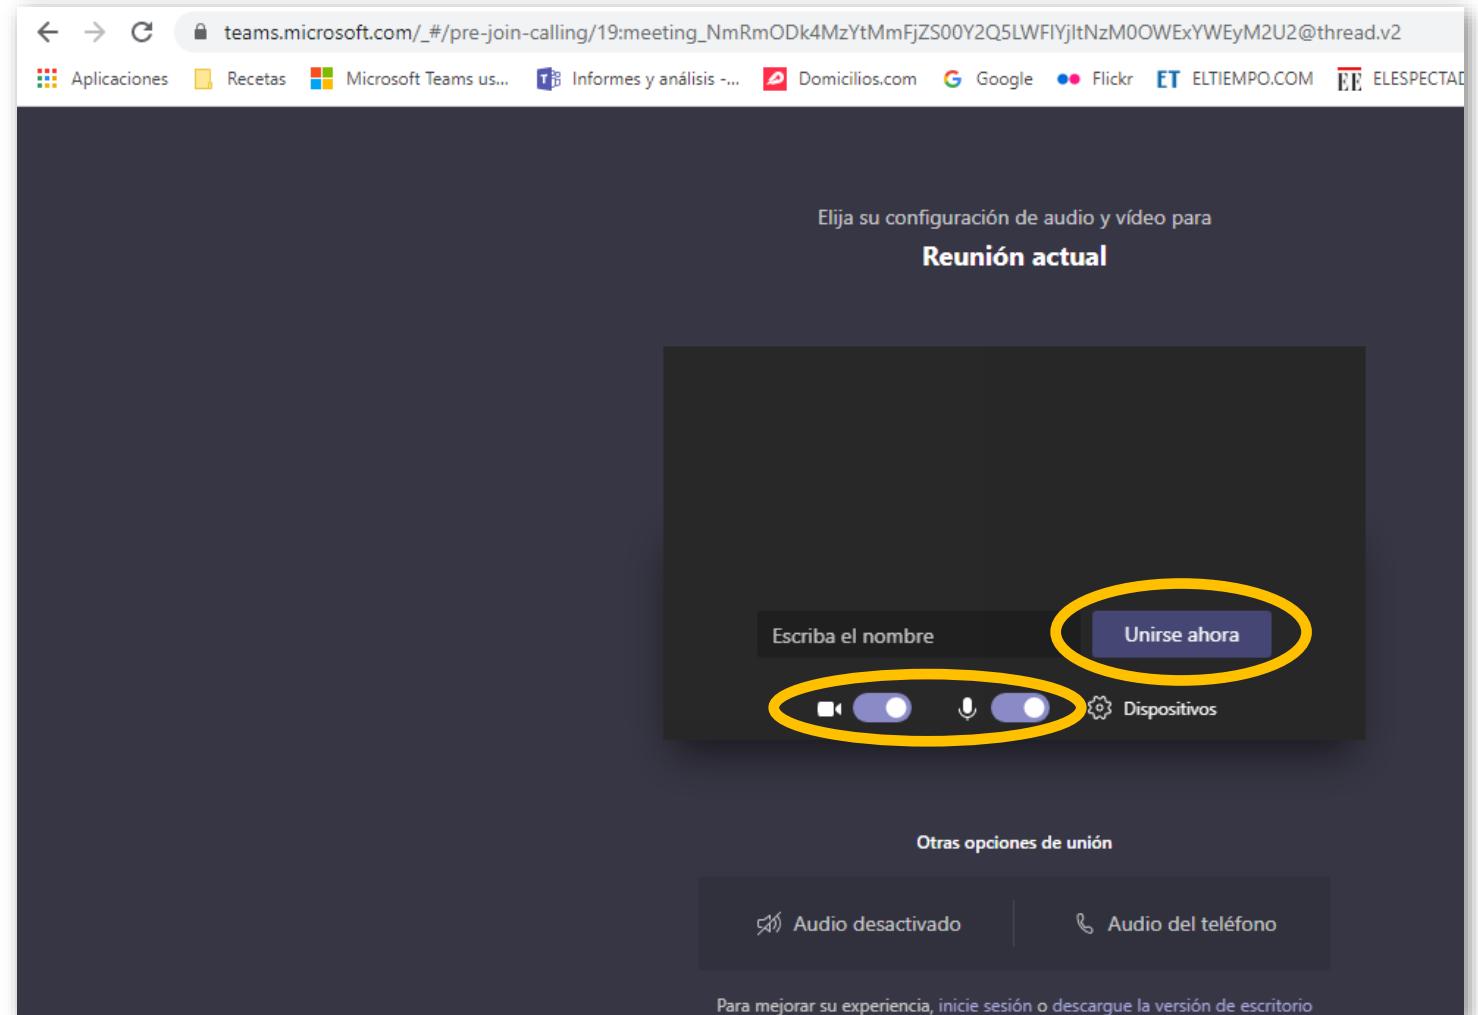 teams.microsoft.com/_#/pre-join-calling/19:meeting_NmRmODk4MzYtMmFjZS00Y2Q5LWFlYjItNzM0OWExYWEyM2U2@thread.v2
Aplicaciones Recetas Microsoft Teams us... Informes y análisis -... Domicilios.com Google Flickr ET ELTIEMPO.COM EE ELESPECTAD
Elija su configuración de audio y vídeo para
Reunión actual
Escriba el nombre Unirse ahora
Dispositivos
Otras opciones de unión
Audio desactivado Audio del teléfono
Para mejorar su experiencia, inicie sesión o descargue la versión de escritorio